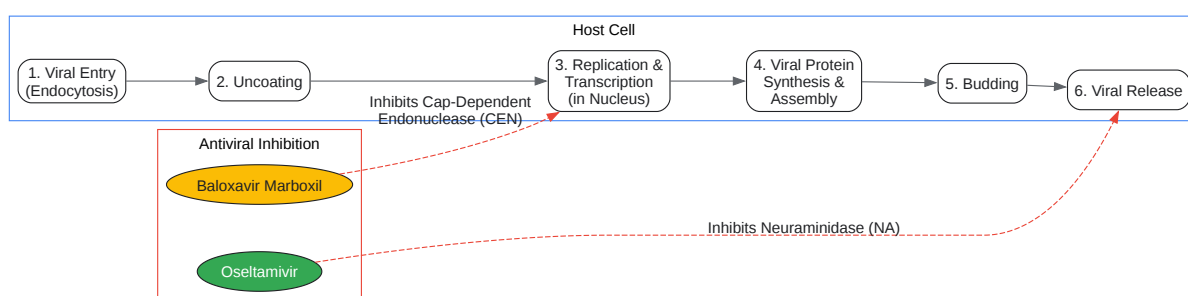 Host Cell
1. Viral Entry
(Endocytosis)
2. Uncoating
3. Replication &
Transcription
(in Nucleus)
4. Viral Protein
Synthesis &
Assembly
5. Budding
6. Viral Release
Inhibits Cap-Dependent
Endonuclease (CEN)
Antiviral Inhibition
Baloxavir Marboxil
Inhibits Neuraminidase (NA)
Oseltamivir